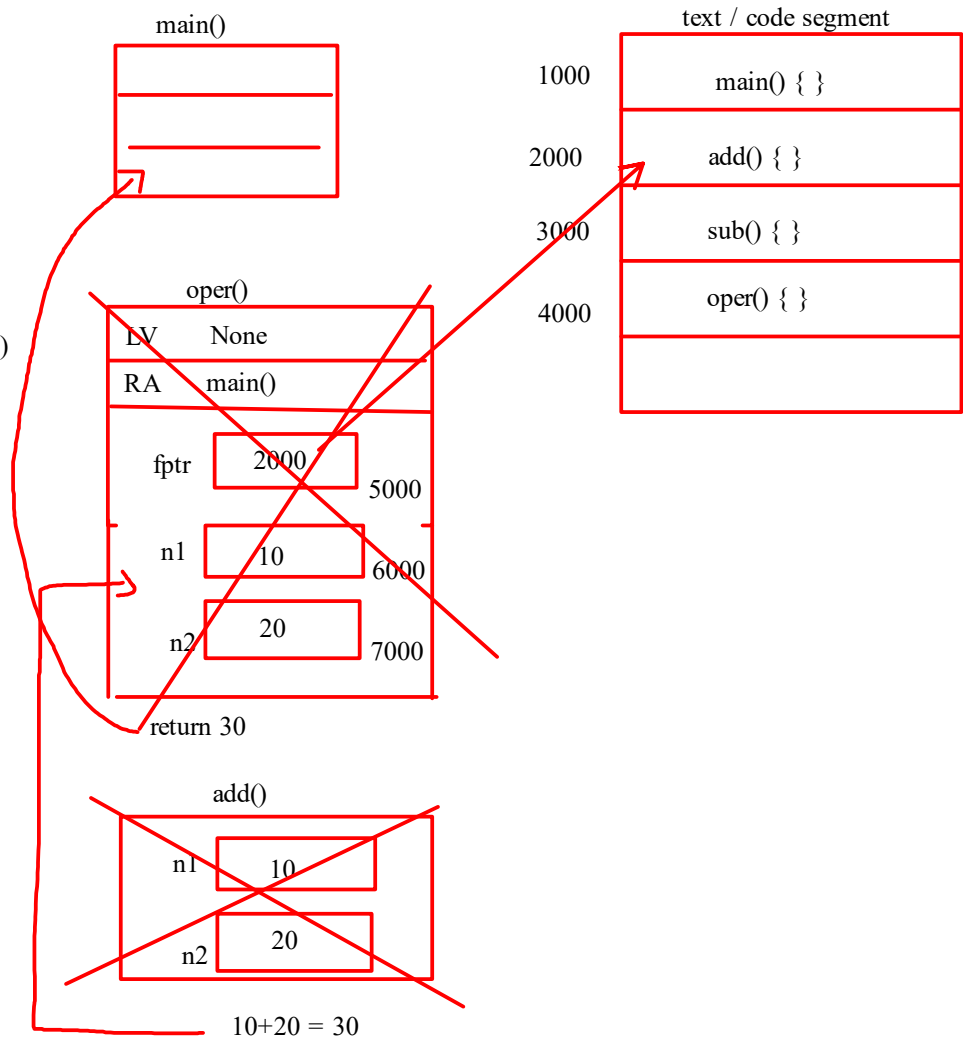 main()
oper()
)
LV None
RA main()
fptr 2000
5000
n1 10
6000
n2 20
7000
return 30
add()
n1 10
n2 20
10+20 = 30
text / code segment
1000 main() { }
2000 add() { }
3000 sub() { }
4000 oper() { }